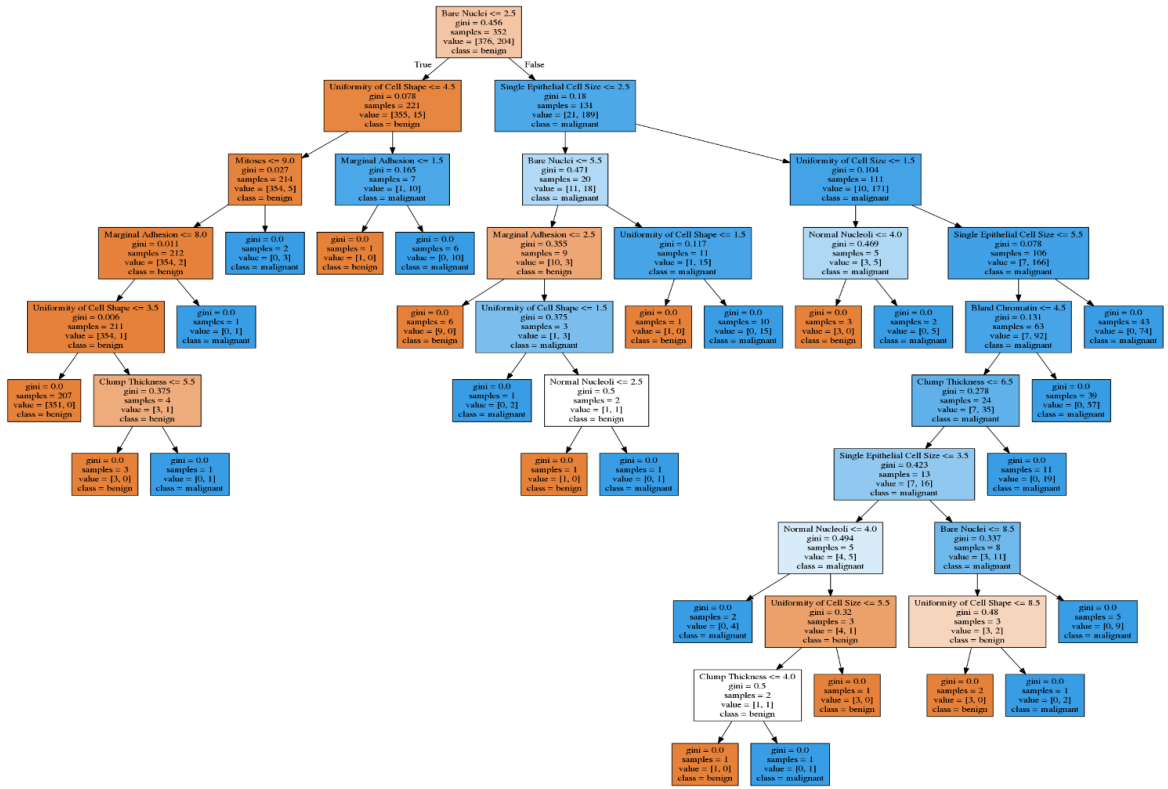 Bare Nuclei <= 2.5
gini = 0.456
samples = 352
value = [376, 204]
class = benign
True
False
Uniformity of Cell Shape <= 4.5
gini = 0.078
samples = 221
value = [355, 15]
class = benign
Single Epithelial Cell Size <= 2.5
gini = 0.18
samples = 131
value = [21, 189]
class = malignant
Mitoses <= 9.0
gini = 0.027
samples = 214
value = [354, 5]
class = benign
Marginal Adhesion <= 1.5
gini = 0.165
samples = 7
value = [1, 10]
class = malignant
Bare Nuclei <= 5.5
gini = 0.471
samples = 20
value = [11, 18]
class = malignant
Uniformity of Cell Size <= 1.5
gini = 0.104
samples = 111
value = [10, 171]
class = malignant
Marginal Adhesion <= 8.0
gini = 0.011
samples = 212
value = [354, 2]
class = benign
gini = 0.0
samples = 2
value = [0, 3]
class = malignant
gini = 0.0
samples = 1
value = [1, 0]
class = benign
gini = 0.0
samples = 6
value = [0, 10]
class = malignant
Marginal Adhesion <= 2.5
gini = 0.355
samples = 9
value = [10, 3]
class = benign
Uniformity of Cell Shape <= 1.5
gini = 0.117
samples = 11
value = [1, 15]
class = malignant
Normal Nucleoli <= 4.0
gini = 0.469
samples = 5
value = [3, 5]
class = malignant
Single Epithelial Cell Size <= 5.5
gini = 0.078
samples = 106
value = [7, 166]
class = malignant
Uniformity of Cell Shape <= 3.5
gini = 0.006
samples = 211
value = [354, 1]
class = benign
gini = 0.0
samples = 1
value = [0, 1]
class = malignant
gini = 0.0
samples = 6
value = [9, 0]
class = benign
Uniformity of Cell Shape <= 1.5
gini = 0.375
samples = 3
value = [1, 3]
class = malignant
gini = 0.0
samples = 1
value = [1, 0]
class = benign
gini = 0.0
samples = 10
value = [0, 15]
class = malignant
gini = 0.0
samples = 3
value = [3, 0]
class = benign
gini = 0.0
samples = 2
value = [0, 5]
class = malignant
Bland Chromatin <= 4.5
gini = 0.131
samples = 63
value = [7, 92]
class = malignant
gini = 0.0
samples = 43
value = [0, 74]
class = malignant
gini = 0.0
samples = 207
value = [351, 0]
class = benign
Clump Thickness <= 5.5
gini = 0.375
samples = 4
value = [3, 1]
class = benign
gini = 0.0
samples = 1
value = [0, 2]
class = malignant
Normal Nucleoli <= 2.5
gini = 0.5
samples = 2
value = [1, 1]
class = benign
Clump Thickness <= 6.5
gini = 0.278
samples = 24
value = [7, 35]
class = malignant
gini = 0.0
samples = 39
value = [0, 57]
class = malignant
gini = 0.0
samples = 3
value = [3, 0]
class = benign
gini = 0.0
samples = 1
value = [0, 1]
class = malignant
gini = 0.0
samples = 1
value = [1, 0]
class = benign
gini = 0.0
samples = 1
value = [0, 1]
class = malignant
Single Epithelial Cell Size <= 3.5
gini = 0.423
samples = 13
value = [7, 16]
class = malignant
gini = 0.0
samples = 11
value = [0, 19]
class = malignant
Normal Nucleoli <= 4.0
gini = 0.494
samples = 5
value = [4, 5]
class = malignant
Bare Nuclei <= 8.5
gini = 0.337
samples = 8
value = [3, 11]
class = malignant
gini = 0.0
samples = 2
value = [0, 4]
class = malignant
Uniformity of Cell Size <= 5.5
gini = 0.32
samples = 3
value = [4, 1]
class = benign
Uniformity of Cell Shape <= 8.5
gini = 0.48
samples = 3
value = [3, 2]
class = benign
gini = 0.0
samples = 5
value = [0, 9]
class = malignant
Clump Thickness <= 4.0
gini = 0.5
samples = 2
value = [1, 1]
class = benign
gini = 0.0
samples = 1
value = [3, 0]
class = benign
gini = 0.0
samples = 2
value = [3, 0]
class = benign
gini = 0.0
samples = 1
value = [0, 2]
class = malignant
gini = 0.0
samples = 1
value = [1, 0]
class = benign
gini = 0.0
samples = 1
value = [0, 1]
class = malignant